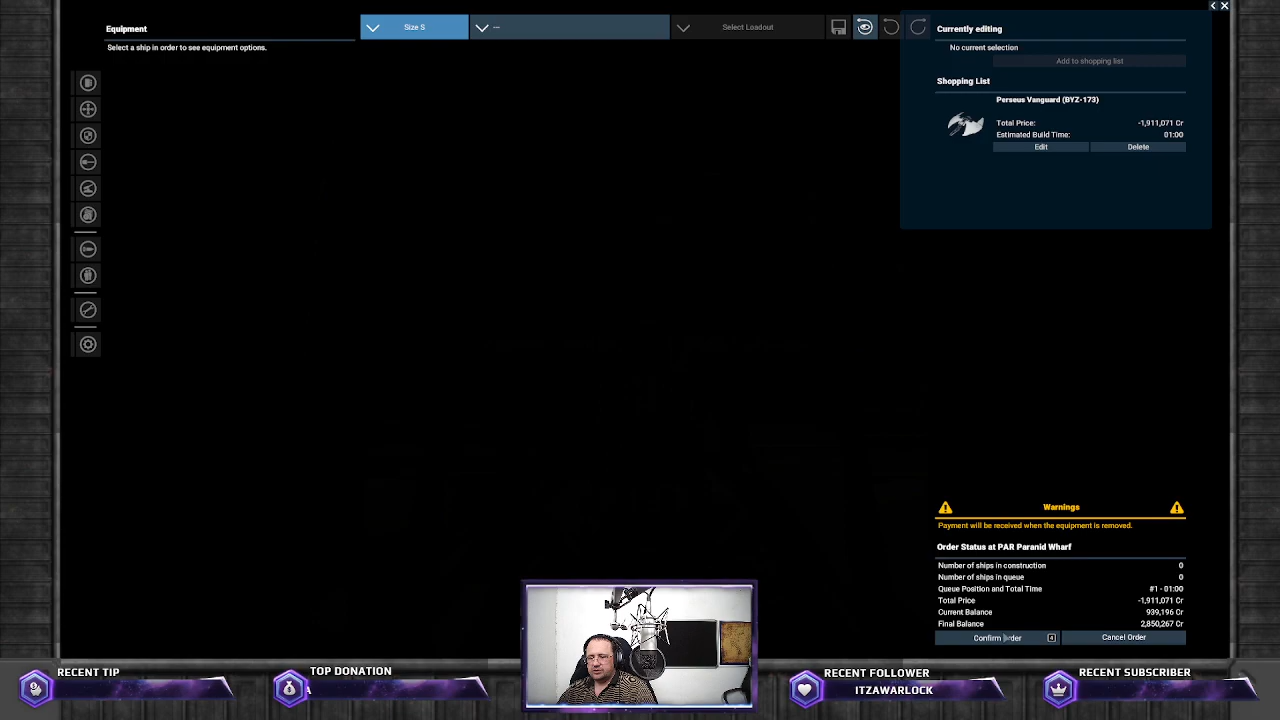 Equipment
Select a ship in order to see equipment options.
Size S
---
Select Loadout
Currently editing
No current selection
Add to shopping list
Shopping List
Perseus Vanguard (BYZ-173)
Total Price: -1,911,071 Cr
Estimated Build Time: 01:00
Edit
Delete
Warnings
Payment will be received when the equipment is removed.
Order Status at PAR Paranid Wharf
Number of ships in construction 0
Number of ships in queue 0
Queue Position and Total Time #1 - 01:00
Total Price -1,911,071 Cr
Current Balance 939,196 Cr
Final Balance 2,850,267 Cr
Confirm Order
Cancel Order
RECENT TIP
TOP DONATION
A
RECENT FOLLOWER
ITZAWARLOCK
RECENT SUBSCRIBER